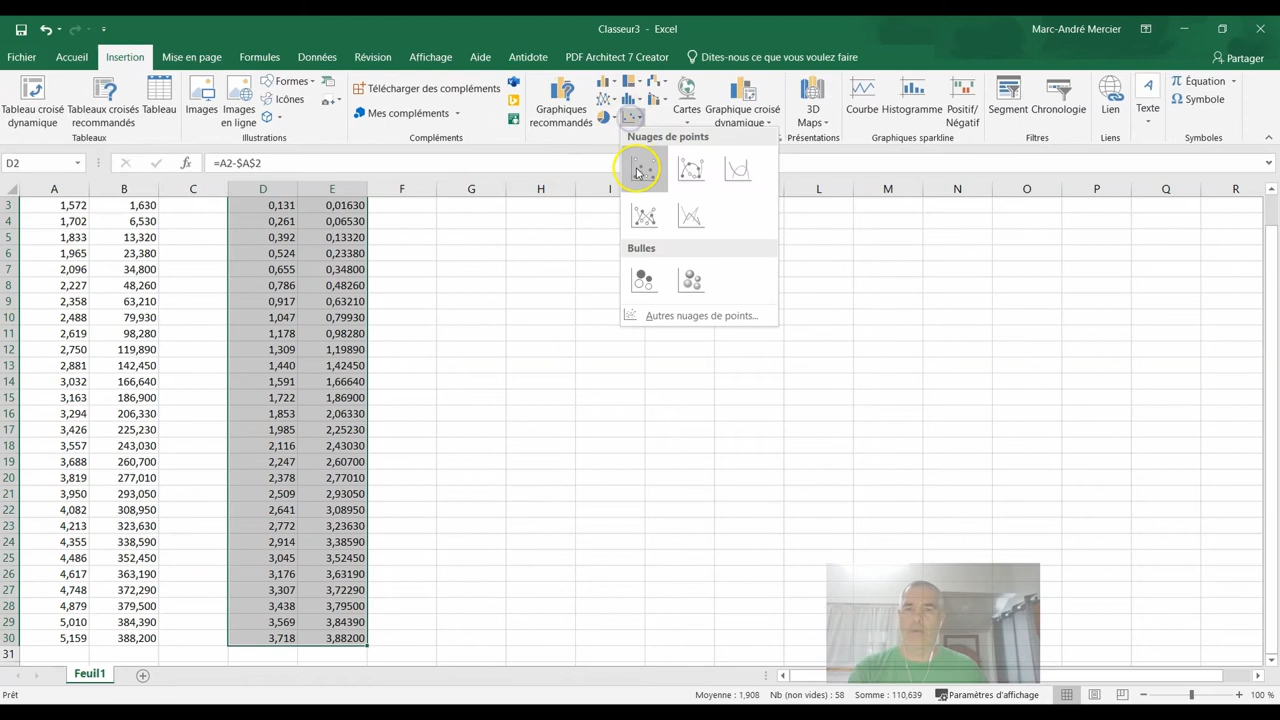 Classeur3 - Excel
Marc-André Mercier
Fichier Accueil Insertion Mise en page Formules Données Révision Affichage Aide Antidote PDF Architect 7 Creator Dites-nous ce que vous voulez faire Partager
Tableau croisé dynamique
Tableaux croisés recommandés
Tableau
Tableaux
Images
Images en ligne
Formes
Icônes
Illustrations
Télécharger des compléments
Mes compléments
Compléments
Graphiques recommandés
Cartes
Graphique croisé dynamique
3D Maps
Présentations
Courbe
Histogramme
Positif/ Négatif
Graphiques sparkline
Segment
Chronologie
Filtres
Lien
Liens
Texte
Équation
Symbole
Symboles
D2 fx =A2-$A$2
Nuages de points
Bulles
Autres nuages de points...
A B C D E F G H I L M N O P Q R
3 1,572 1,630 0,131 0,01630
4 1,702 6,530 0,261 0,06530
5 1,833 13,320 0,392 0,13320
6 1,965 23,380 0,524 0,23380
7 2,096 34,800 0,655 0,34800
8 2,227 48,260 0,786 0,48260
9 2,358 63,210 0,917 0,63210
10 2,488 79,930 1,047 0,79930
11 2,619 98,280 1,178 0,98280
12 2,750 119,890 1,309 1,19890
13 2,881 142,450 1,440 1,42450
14 3,032 166,640 1,591 1,66640
15 3,163 186,900 1,722 1,86900
16 3,294 206,330 1,853 2,06330
17 3,426 225,230 1,985 2,25230
18 3,557 243,030 2,116 2,43030
19 3,688 260,700 2,247 2,60700
20 3,819 277,010 2,378 2,77010
21 3,950 293,050 2,509 2,93050
22 4,082 308,950 2,641 3,08950
23 4,213 323,630 2,772 3,23630
24 4,355 338,590 2,914 3,38590
25 4,486 352,450 3,045 3,52450
26 4,617 363,190 3,176 3,63190
27 4,748 372,290 3,307 3,72290
28 4,879 379,500 3,438 3,79500
29 5,010 384,390 3,569 3,84390
30 5,159 388,200 3,718 3,88200
31
Feuil1
Prêt Moyenne : 1,908 Nb (non vides) : 58 Somme : 110,639 Paramètres d'affichage 100 %